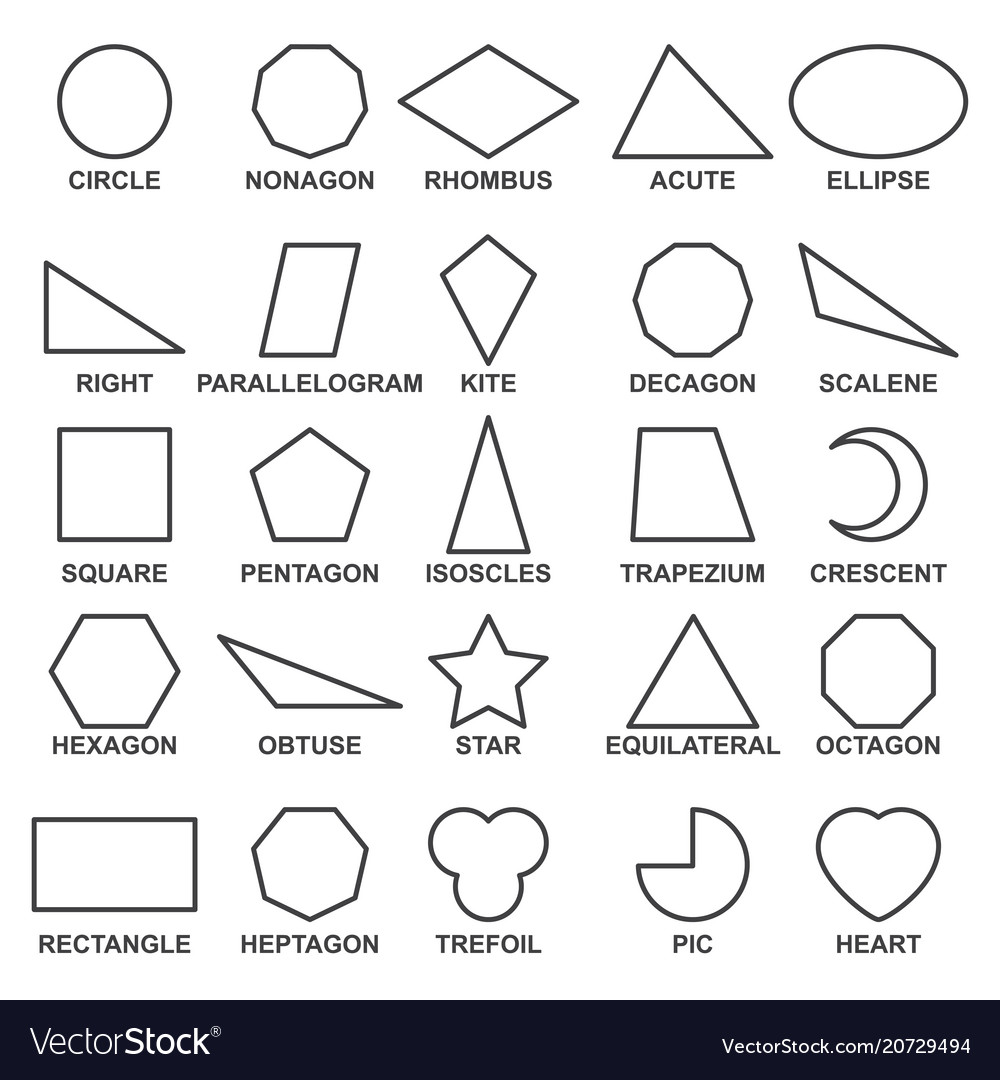 CIRCLE NONAGON RHOMBUS ACUTE ELLIPSE
RIGHT PARALLELOGRAM KITE DECAGON SCALENE
SQUARE PENTAGON ISOSCLES TRAPEZIUM CRESCENT
HEXAGON OBTUSE STAR EQUILATERAL OCTAGON
RECTANGLE HEPTAGON TREFOIL PIC HEART
VectorStock® VectorStock.com/20729494